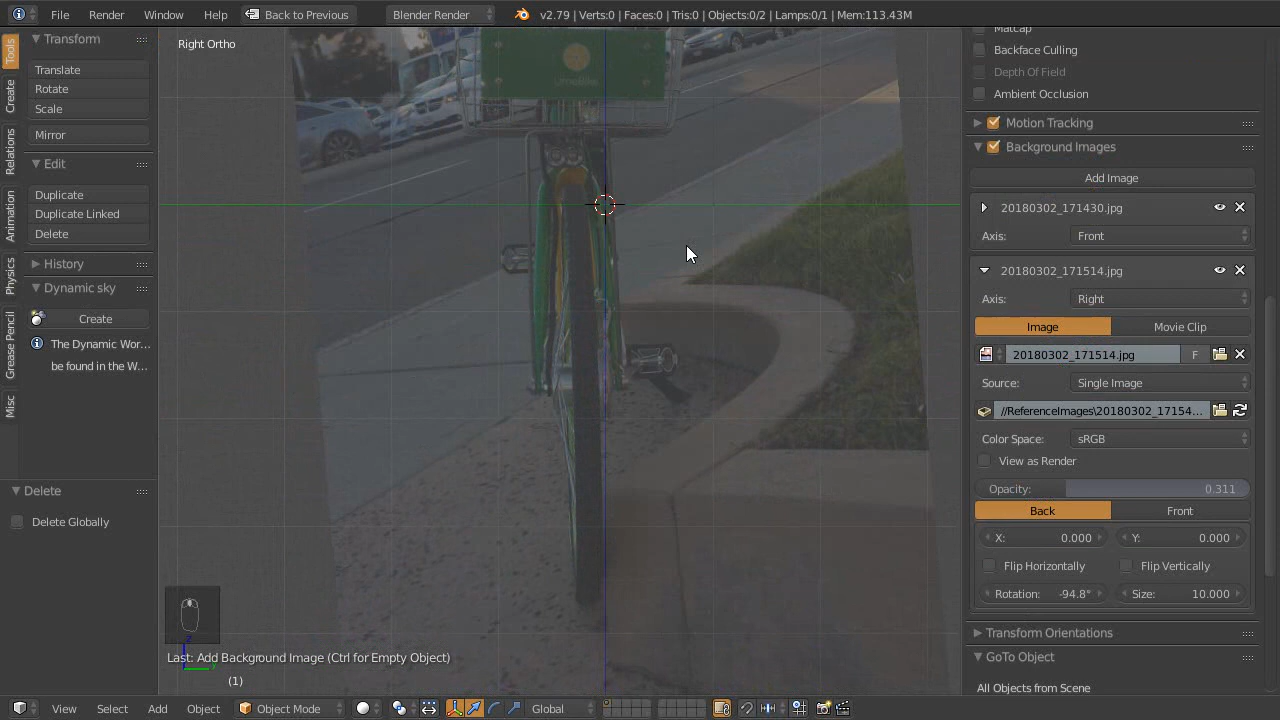 File Render Window Help Back to Previous Blender Render v2.79 | Verts:0 | Faces:0 | Tris:0 | Objects:0/2 | Lamps:0/1 | Mem:113.43M
Tools
Create
Relations
Animation
Physics
Grease Pencil
Misc
Transform
Translate
Rotate
Scale
Mirror
Edit
Duplicate
Duplicate Linked
Delete
History
Dynamic sky
Create
The Dynamic Wor...
be found in the W...
Delete
Delete Globally
Right Ortho
LimeBike
z
y
Last: Add Background Image (Ctrl for Empty Object)
(1)
Matcap
Backface Culling
Depth Of Field
Ambient Occlusion
Motion Tracking
Background Images
Add Image
20180302_171430.jpg
Axis: Front
20180302_171514.jpg
Axis: Right
Image Movie Clip
20180302_171514.jpg F
Source: Single Image
//ReferenceImages\20180302_17154...
Color Space: sRGB
View as Render
Opacity: 0.311
Back Front
X: 0.000 Y: 0.000
Flip Horizontally Flip Vertically
Rotation: -94.8° Size: 10.000
Transform Orientations
GoTo Object
All Objects from Scene
View Select Add Object Object Mode Global